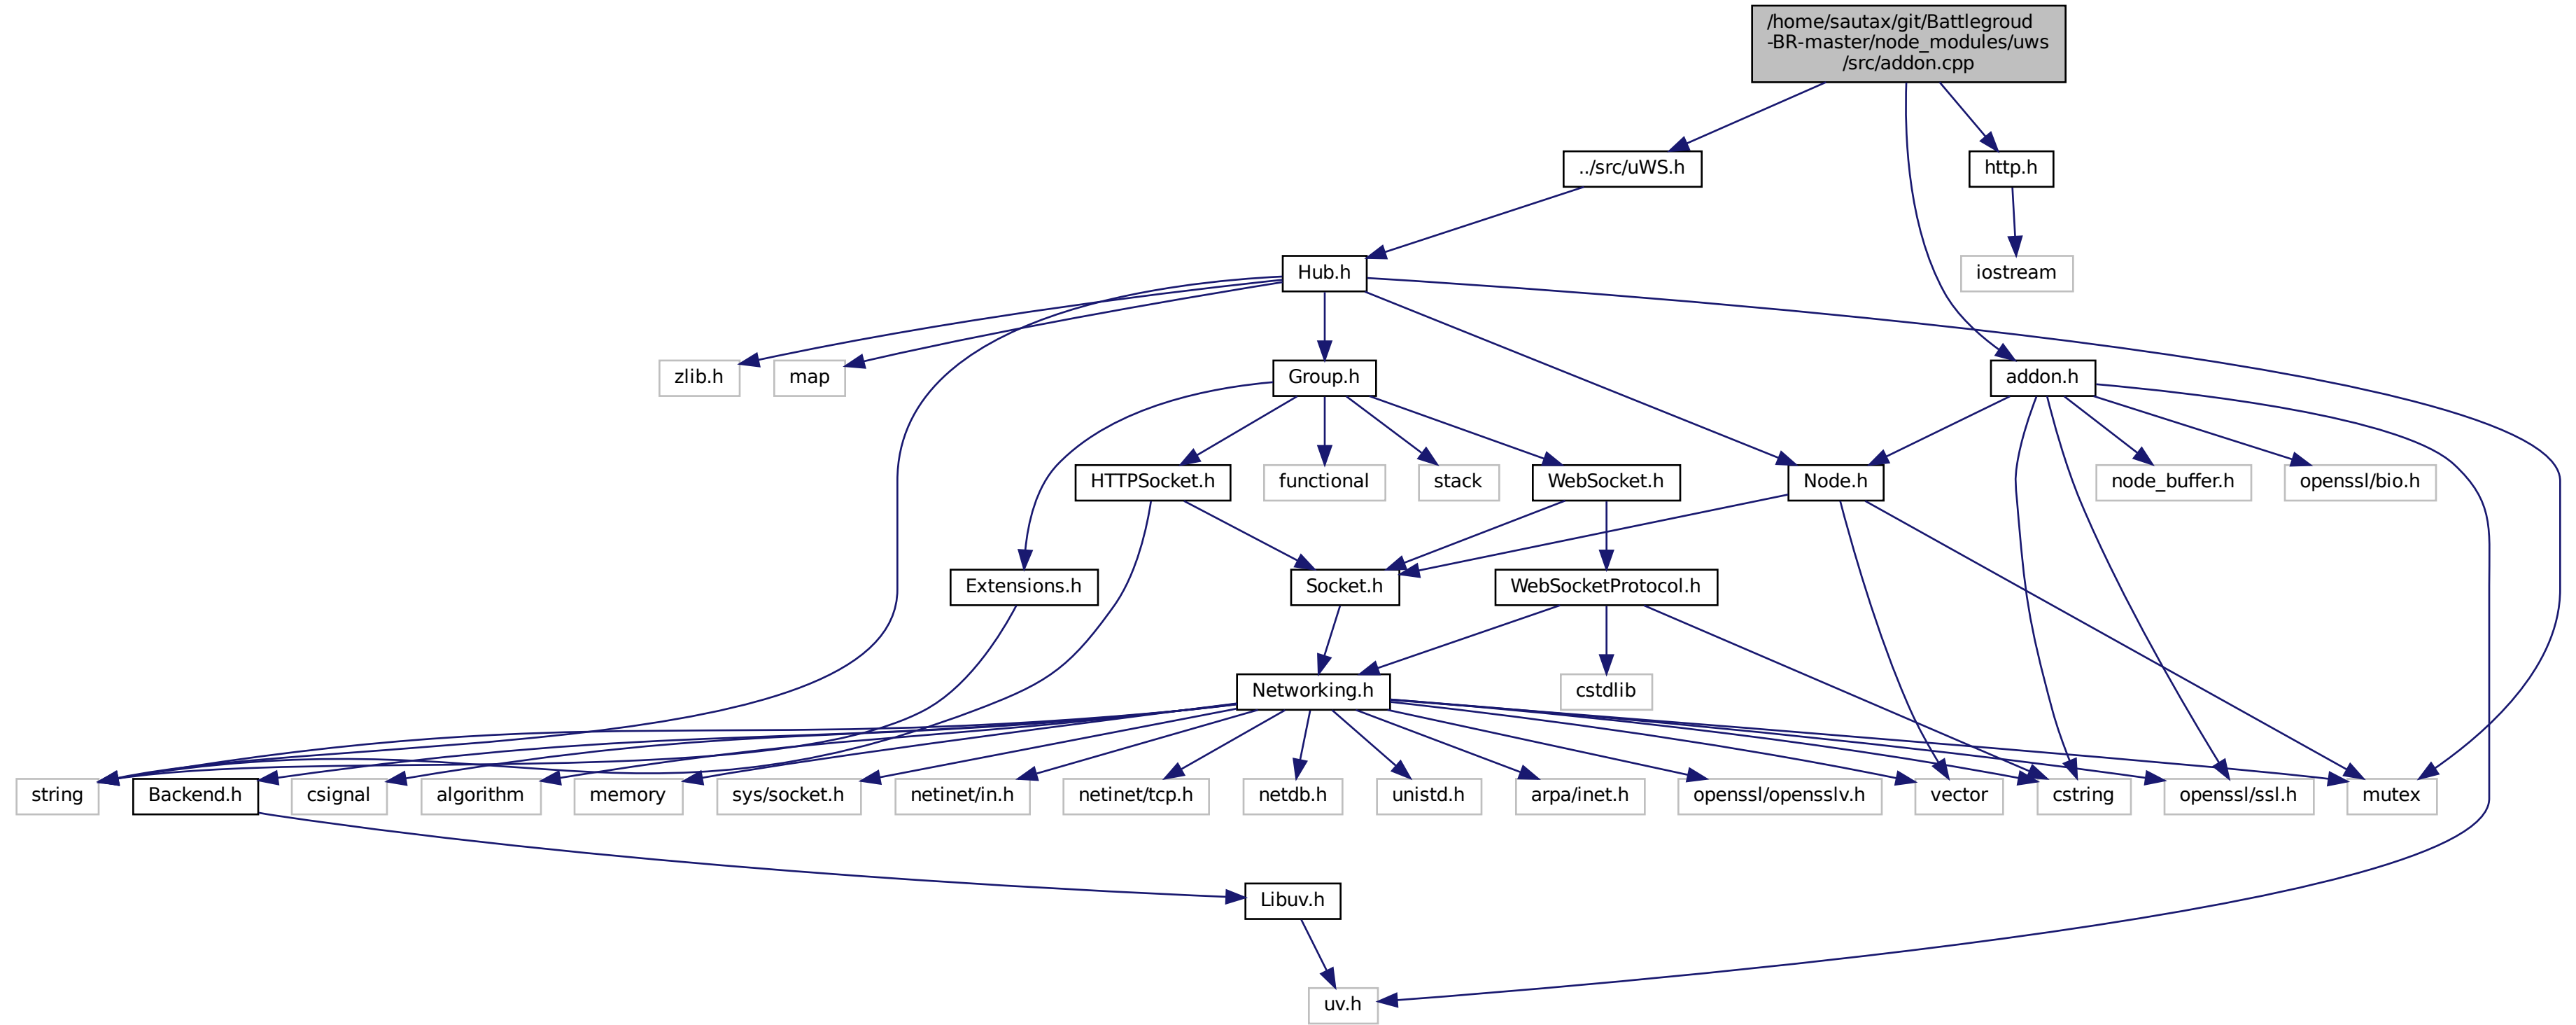 /home/sautax/git/Battlegroud
-BR-master/node_modules/uws
/src/addon.cpp
../src/uWS.h
http.h
Hub.h
iostream
zlib.h
map
Group.h
addon.h
HTTPSocket.h
functional
stack
WebSocket.h
Node.h
node_buffer.h
openssl/bio.h
Extensions.h
Socket.h
WebSocketProtocol.h
Networking.h
cstdlib
string
Backend.h
csignal
algorithm
memory
sys/socket.h
netinet/in.h
netinet/tcp.h
netdb.h
unistd.h
arpa/inet.h
openssl/opensslv.h
vector
cstring
openssl/ssl.h
mutex
Libuv.h
uv.h